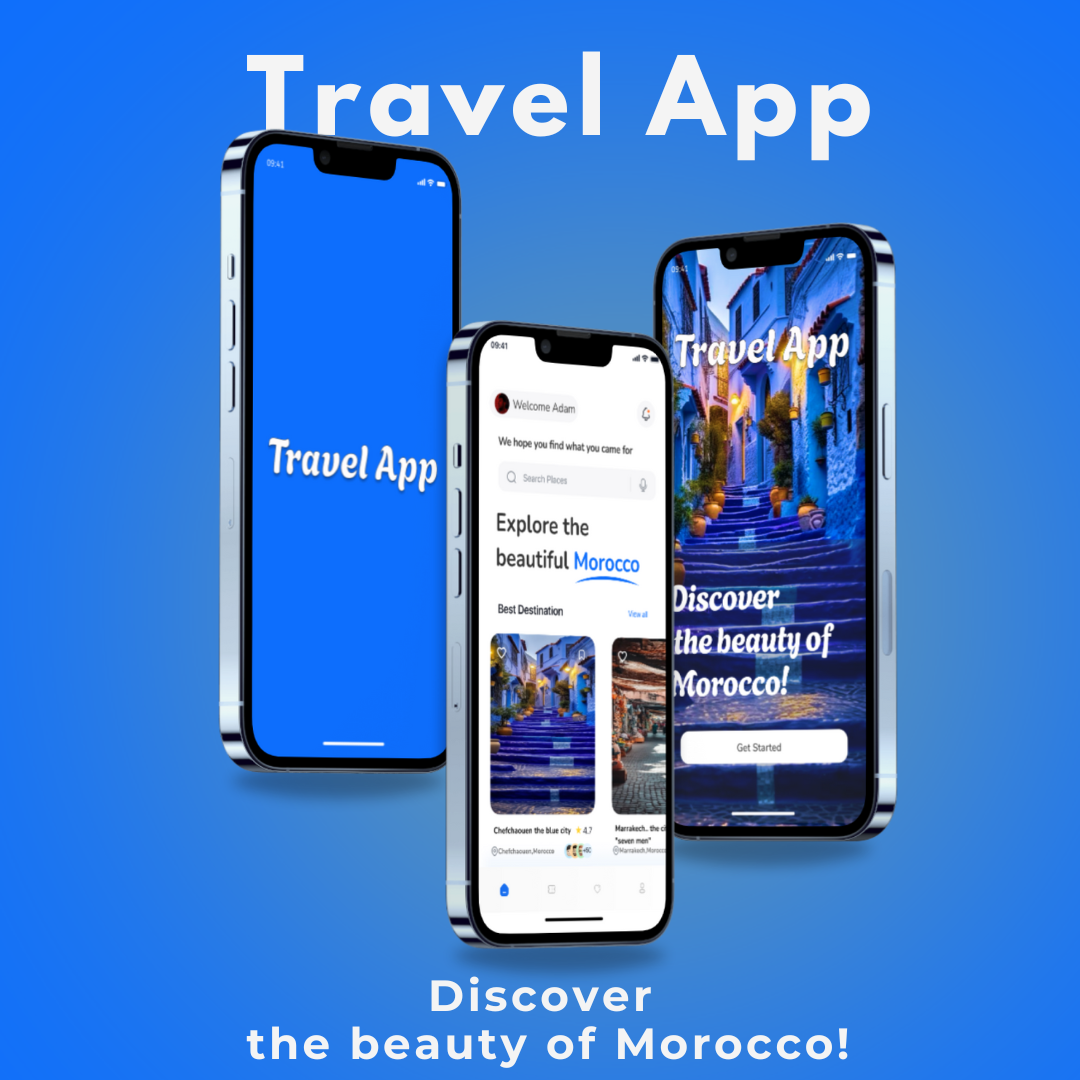 Travel App
09:41
Travel App
09:41
Welcome Adam
We hope you find what you came for
Search Places
Explore the
beautiful Morocco
Best Destination
View all
Chefchaouen the blue city
4.7
Chefchaouen,Morocco
Marrakech.. the ci
"seven men"
Marrakech,Morocc
09:41
Travel App
Discover
the beauty of
Morocco!
Get Started
Discover
the beauty of Morocco!